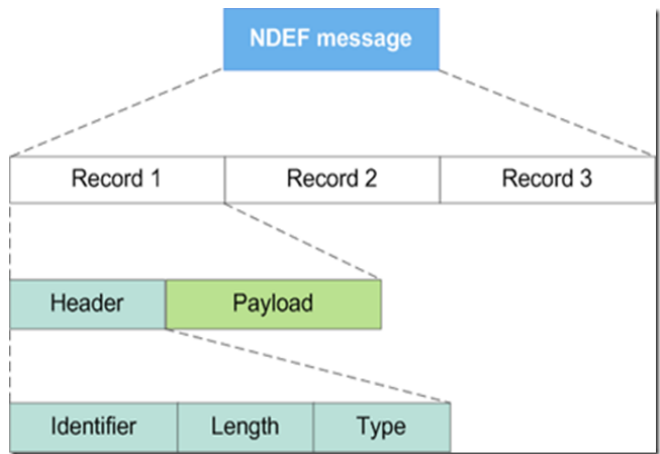 NDEF message
Record 1 Record 2 Record 3
Header Payload
Identifier Length Type